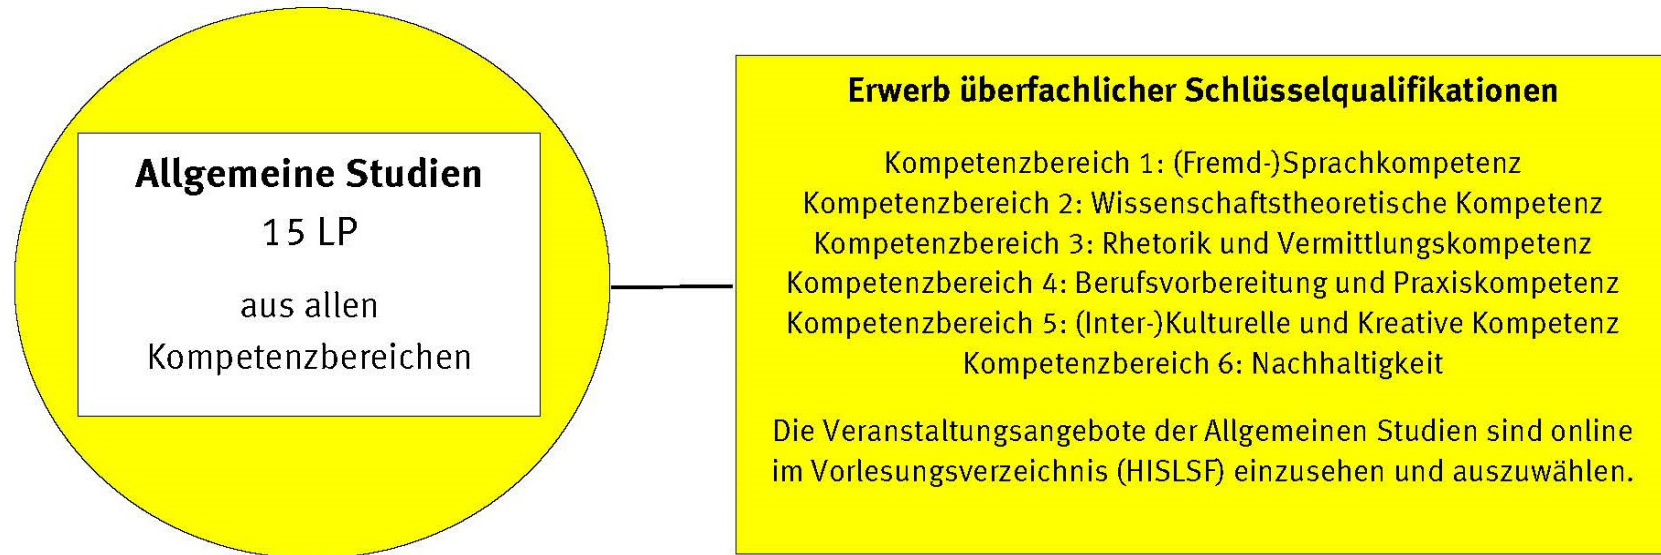 Allgemeine Studien
15 LP
aus allen
Kompetenzbereichen
Erwerb überfachlicher Schlüsselqualifikationen
Kompetenzbereich 1: (Fremd-)Sprachkompetenz
Kompetenzbereich 2: Wissenschaftstheoretische Kompetenz
Kompetenzbereich 3: Rhetorik und Vermittlungskompetenz
Kompetenzbereich 4: Berufsvorbereitung und Praxiskompetenz
Kompetenzbereich 5: (Inter-)Kulturelle und Kreative Kompetenz
Kompetenzbereich 6: Nachhaltigkeit
Die Veranstaltungsangebote der Allgemeinen Studien sind online
im Vorlesungsverzeichnis (HISLSF) einzusehen und auszuwählen.